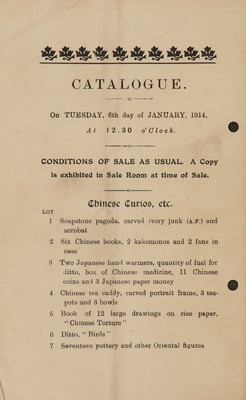 CATALOGUE.
On TUESDAY, 6th day of JANUARY, 1914,
At 12.30 o'Clock.
CONDITIONS OF SALE AS USUAL. A Copy
is exhibited in Sale Room at time of Sale.
Chinese Curios, etc.
LOT
1 Soapstone pagoda, carved ivory junk (A.F.) and
acrobat
2 Six Chinese books, 2 kakemonos and 2 fans in
case
3 Two Japanese hand warmers, quantity of fuel for
ditto, box of Chinese medicine, 11 Chinese
coins and 3 Japanese paper money
4 Chinese tea caddy, carved portrait frame, 3 tea-
pots and 3 bowls
5 Book of 12 large drawings on rice paper,
"Chinese Torture"
6 Ditto, "Birds"
7 Seventeen pottery and other Oriental figures